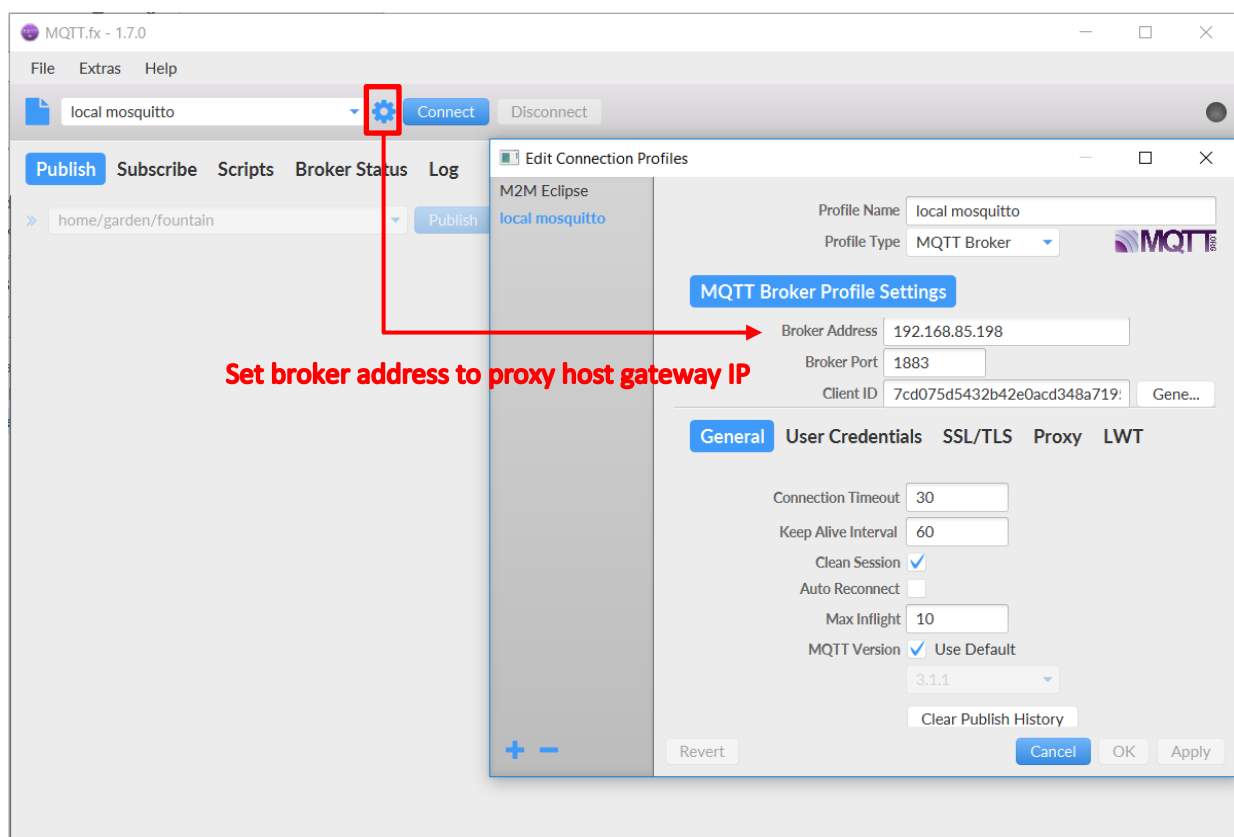 MQTT.fx - 1.7.0
File Extras Help
local mosquitto
Connect
Disconnect
Publish Subscribe Scripts Broker Status Log
home/garden/fountain
Publish
Set broker address to proxy host gateway IP
Edit Connection Profiles
M2M Eclipse
local mosquitto
Profile Name local mosquitto
Profile Type MQTT Broker
MQTT.ORG
MQTT Broker Profile Settings
Broker Address 192.168.85.198
Broker Port 1883
Client ID 7cd075d5432b42e0acd348a719 Gene...
General User Credentials SSL/TLS Proxy LWT
Connection Timeout 30
Keep Alive Interval 60
Clean Session
Auto Reconnect
Max Inflight 10
MQTT Version Use Default
3.1.1
Clear Publish History
Revert Cancel OK Apply